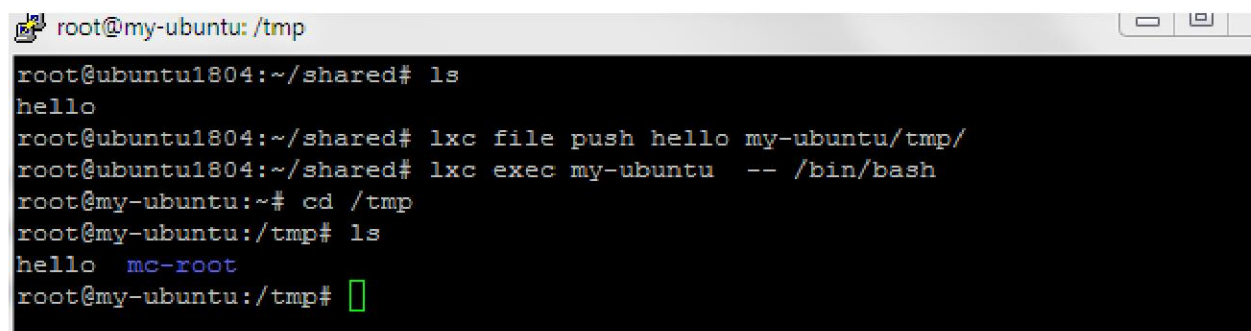 root@my-ubuntu: /tmp
root@ubuntu1804:~/shared# ls
hello
root@ubuntu1804:~/shared# lxc file push hello my-ubuntu/tmp/
root@ubuntu1804:~/shared# lxc exec my-ubuntu  -- /bin/bash
root@my-ubuntu:~# cd /tmp
root@my-ubuntu:/tmp# ls
hello  mc-root
root@my-ubuntu:/tmp#